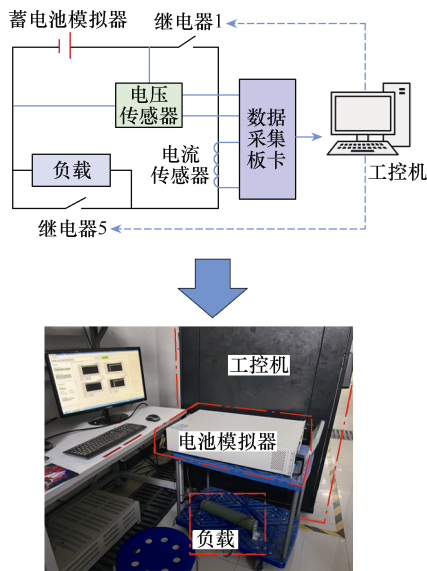 蓄电池模拟器
继电器1
电压
传感器
数据
采集
板卡
电流
传感器
负载
工控机
继电器5
工控机
电池模拟器
负载